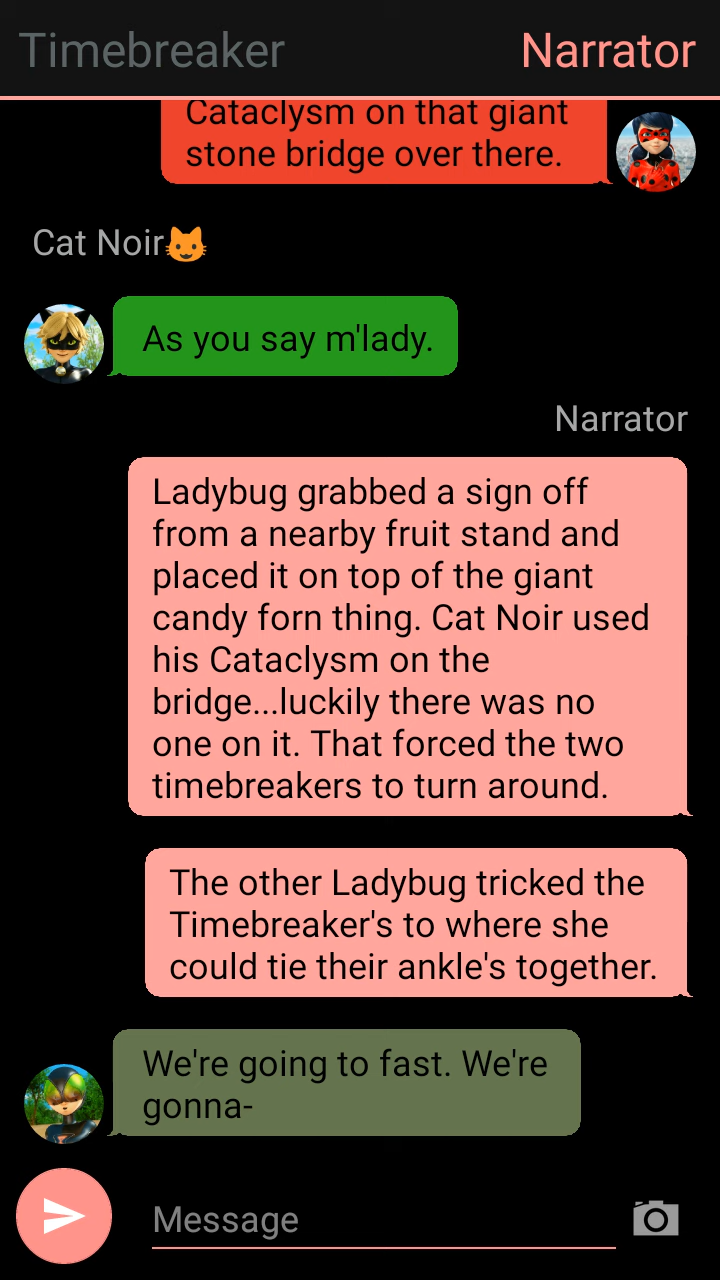 Timebreaker
Narrator
Cataclysm on that giant
stone bridge over there.
Cat Noir🐱
As you say m'lady.
Narrator
Ladybug grabbed a sign off
from a nearby fruit stand and
placed it on top of the giant
candy forn thing. Cat Noir used
his Cataclysm on the
bridge...luckily there was no
one on it. That forced the two
timebreakers to turn around.
The other Ladybug tricked the
Timebreaker's to where she
could tie their ankle's together.
We're going to fast. We're
gonna-
Message